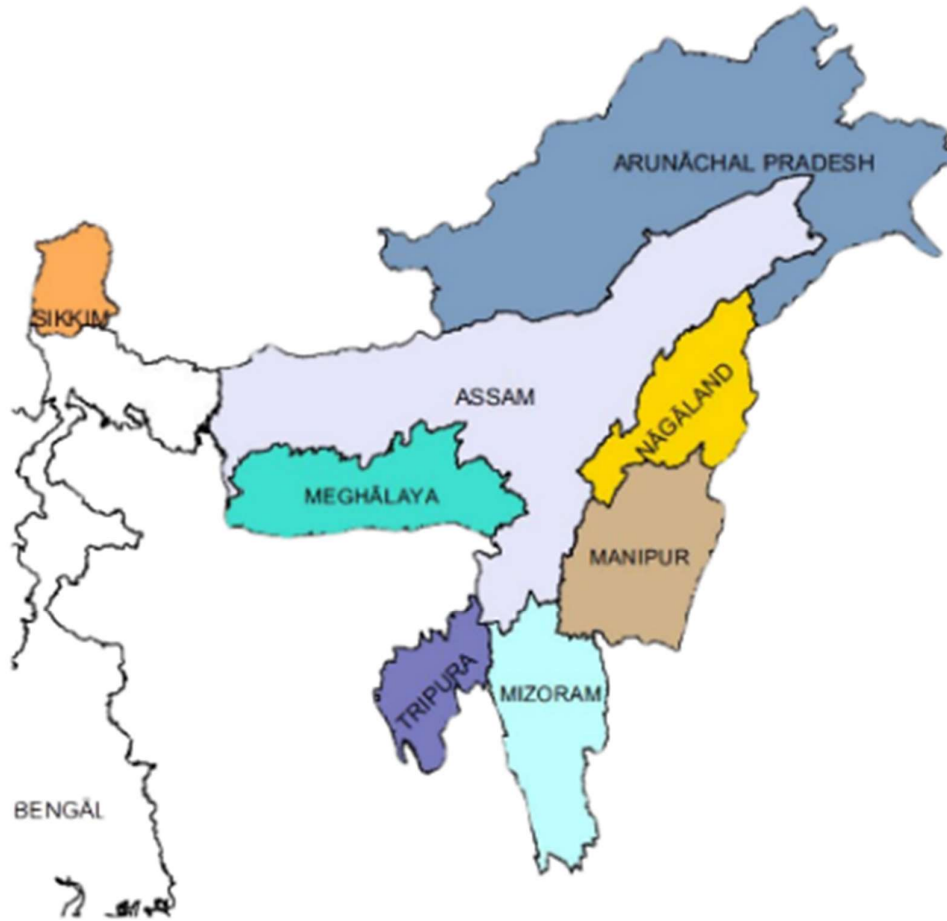 ARUNĀCHAL PRADESH
SIKKIM
ASSAM
NĀGĀLAND
MEGHĀLAYA
MANIPUR
TRIPURA
MIZORAM
BENGĀL